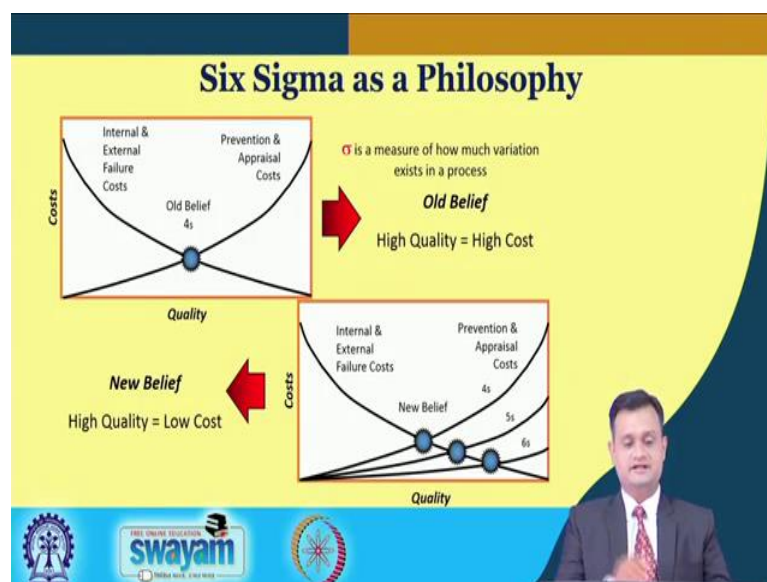 Six Sigma as a Philosophy
Internal &
External
Failure
Costs
Prevention &
Appraisal
Costs
Old Belief
4s
Costs
Quality
σ is a measure of how much variation
exists in a process
Old Belief
High Quality = High Cost
New Belief
High Quality = Low Cost
Internal &
External
Failure Costs
Prevention &
Appraisal
Costs
4s
New Belief
5s
6s
Costs
Quality
FREE ONLINE EDUCATION
swayam